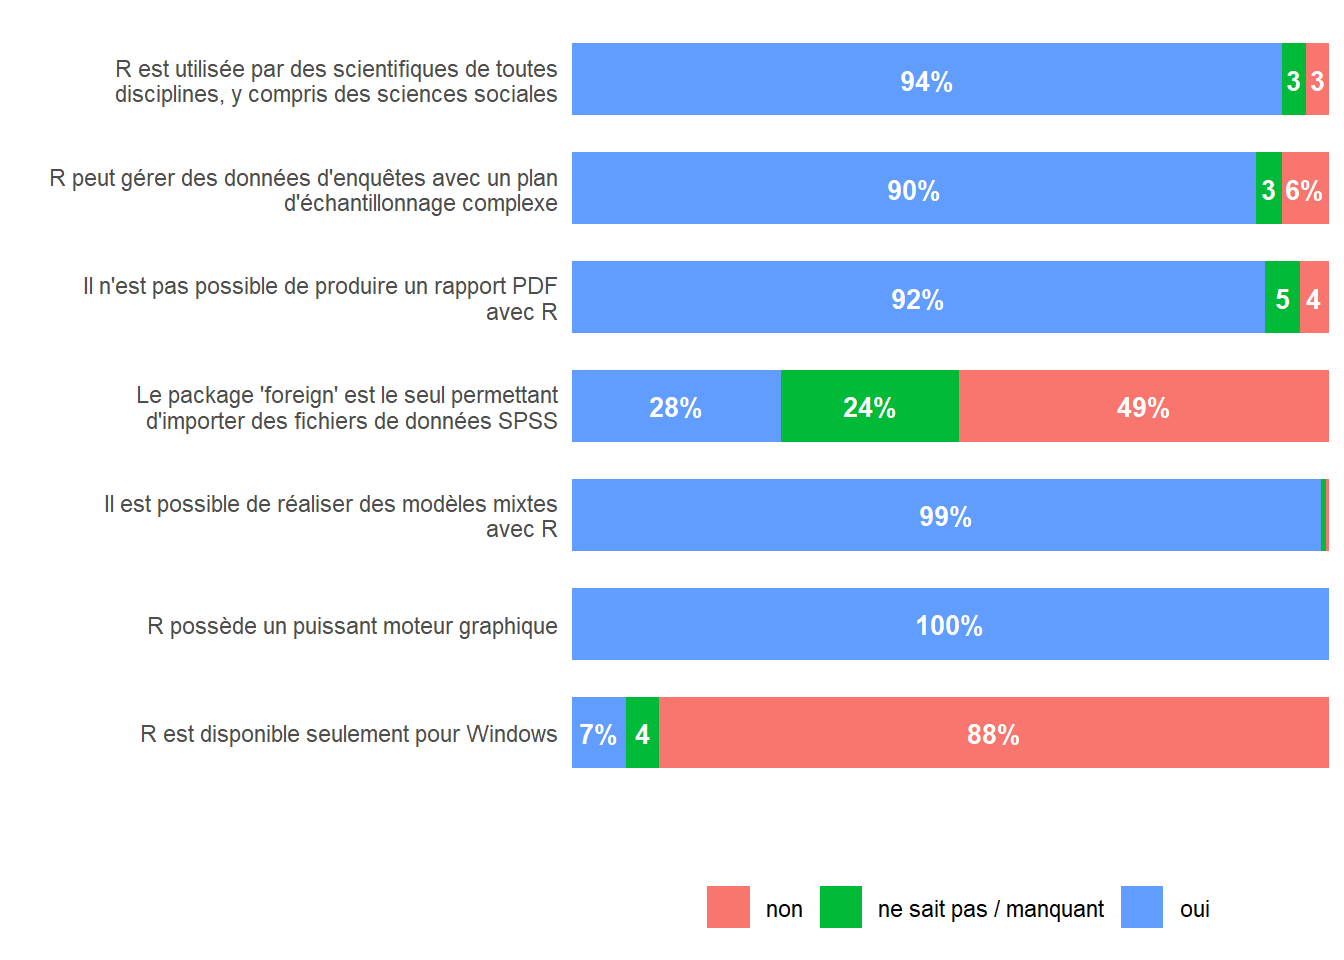 R est utilisée par des scientifiques de toutes
disciplines, y compris des sciences sociales
94%
3
3
R peut gérer des données d'enquêtes avec un plan
d'échantillonnage complexe
90%
3
6%
Il n'est pas possible de produire un rapport PDF
avec R
92%
5
4
Le package 'foreign' est le seul permettant
d'importer des fichiers de données SPSS
28%
24%
49%
Il est possible de réaliser des modèles mixtes
avec R
99%
R possède un puissant moteur graphique
100%
R est disponible seulement pour Windows
7%
4
88%
non
ne sait pas / manquant
oui